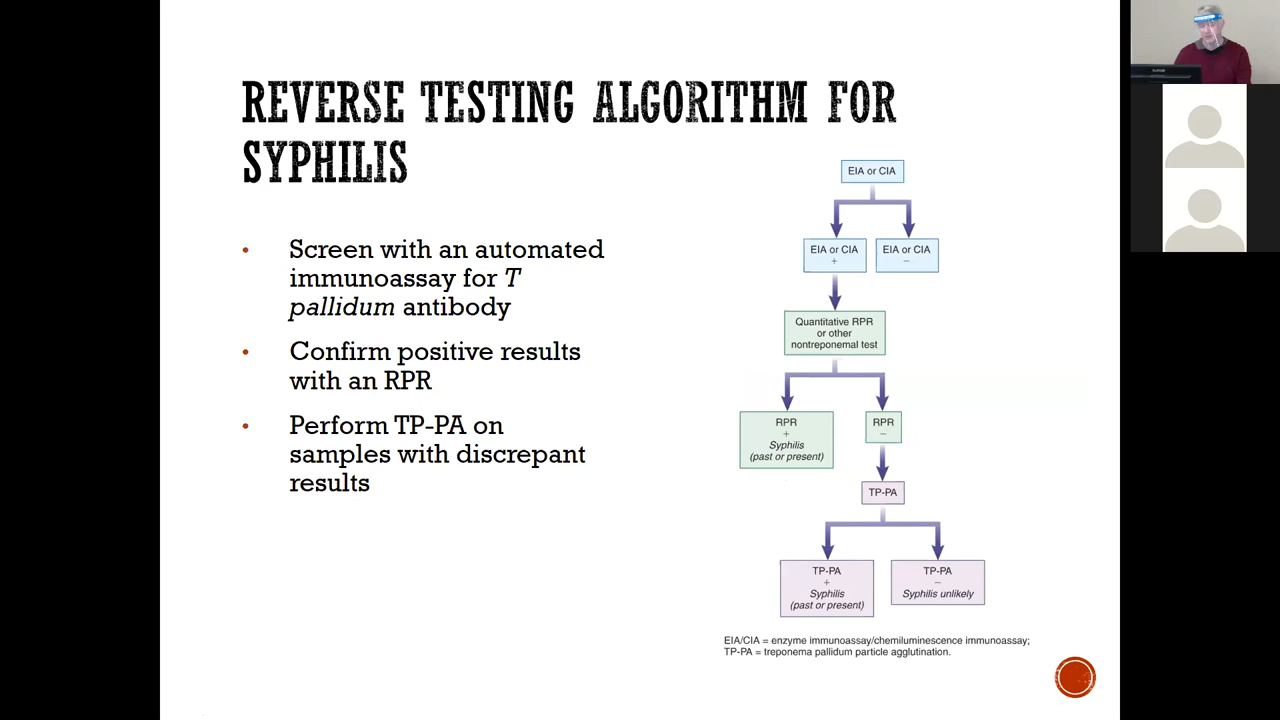 REVERSE TESTING ALGORITHM FOR
SYPHILIS
• Screen with an automated
immunoassay for T
pallidum antibody
• Confirm positive results
with an RPR
• Perform TP-PA on
samples with discrepant
results
EIA or CIA
EIA or CIA
+
EIA or CIA
−
Quantitative RPR
or other
nontreponemal test
RPR
+
Syphilis
(past or present)
RPR
−
TP-PA
TP-PA
+
Syphilis
(past or present)
TP-PA
−
Syphilis unlikely
EIA/CIA = enzyme immunoassay/chemiluminescence immunoassay;
TP-PA = treponema pallidum particle agglutination.